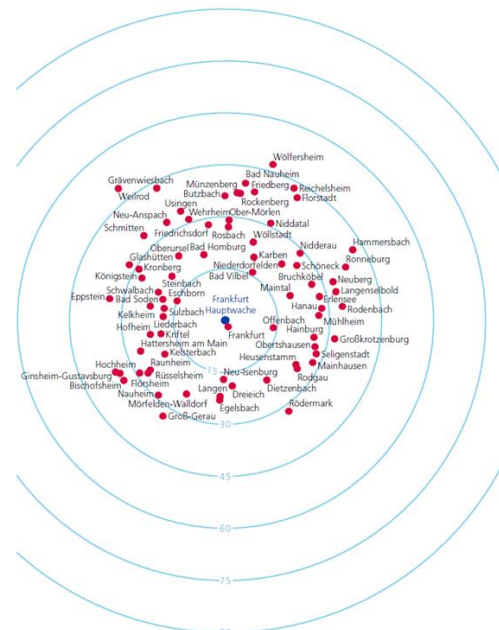 Wölfersheim
Bad Nauheim
Grävenwiesbach
Münzenberg
Friedberg
Reichelsheim
Butzbach
Weilrod
Rockenberg
Florstadt
Usingen
Neu-Anspach
Wehrheim
Ober-Mörlen
Niddatal
Schmitten
Friedrichsdorf
Rosbach
Wöllstadt
Hammersbach
Oberursel
Bad Homburg
Nidderau
Glashütten
Karben
Ronneburg
Kronberg
Niederdorfelden
Schöneck
Königstein
Bad Vilbel
Bruchköbel
Neuberg
Steinbach
Schwalbach
Eschborn
Maintal
Langenselbold
Eppstein
Bad Soden
Frankfurt
Hauptwache
Hanau
Erlensee
Sulzbach
Rodenbach
Kelkheim
Liederbach
Offenbach
Mühlheim
Hofheim
Kriftel
Frankfurt
Hainburg
Hattersheim am Main
Obertshausen
Großkrotzenburg
Kelsterbach
Heusenstamm
Seligenstadt
Hochheim
Raunheim
Mainhausen
Ginsheim-Gustavsburg
Rüsselsheim
15
Neu-Isenburg
Rodgau
Bischofsheim
Flörsheim
Langen
Dietzenbach
Nauheim
Dreieich
Mörfelden-Walldorf
Egelsbach
Rödermark
Groß-Gerau
30
45
60
75